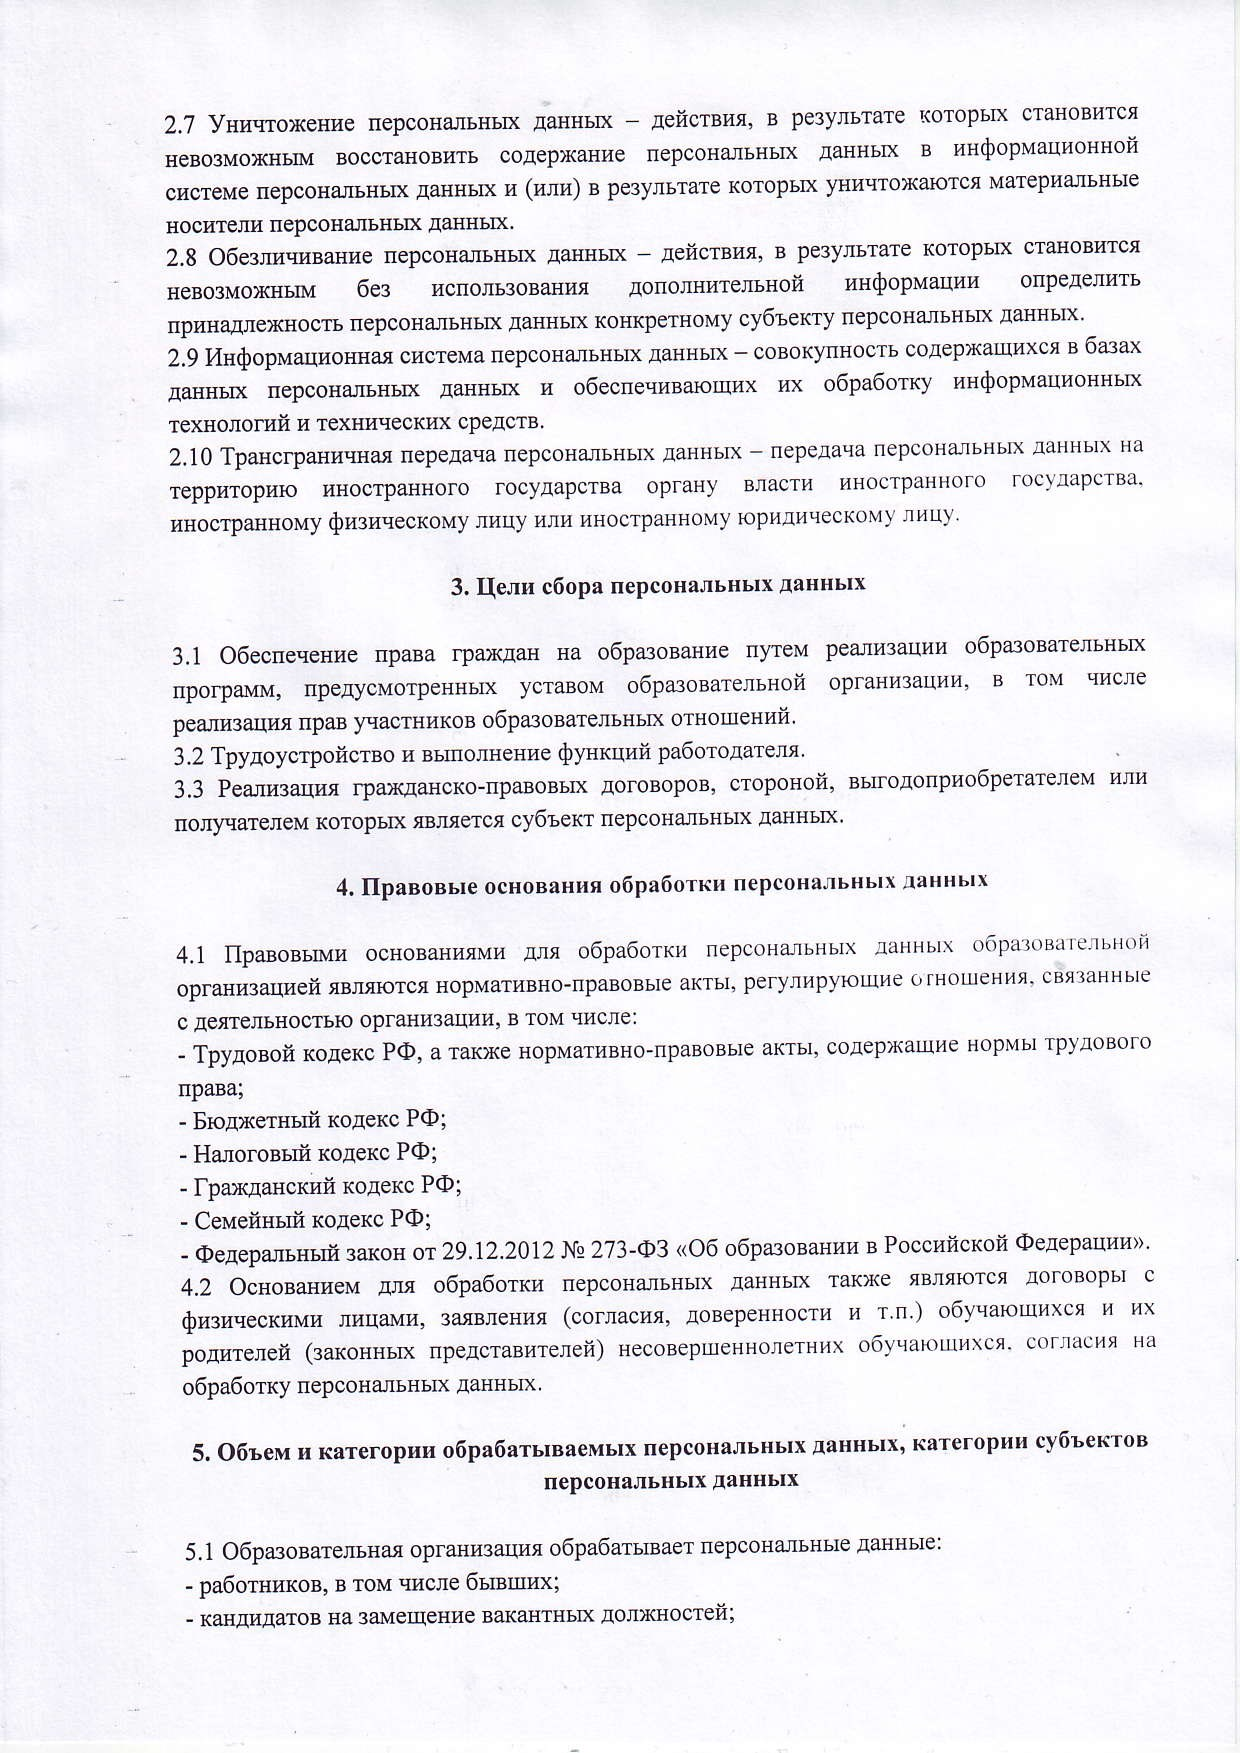 2.7 Уничтожение персональных данных – действия, в результате которых становится
невозможным восстановить содержание персональных данных в информационной
системе персональных данных и (или) в результате которых уничтожаются материальные
носители персональных данных.
2.8 Обезличивание персональных данных – действия, в результате которых становится
невозможным без использования дополнительной информации определить
принадлежность персональных данных конкретному субъекту персональных данных.
2.9 Информационная система персональных данных – совокупность содержащихся в базах
данных персональных данных и обеспечивающих их обработку информационных
технологий и технических средств.
2.10 Трансграничная передача персональных данных – передача персональных данных на
территорию иностранного государства органу власти иностранного государства,
иностранному физическому лицу или иностранному юридическому лицу.
3. Цели сбора персональных данных
3.1 Обеспечение права граждан на образование путем реализации образовательных
программ, предусмотренных уставом образовательной организации, в том числе
реализация прав участников образовательных отношений.
3.2 Трудоустройство и выполнение функций работодателя.
3.3 Реализация гражданско-правовых договоров, стороной, выгодоприобретателем или
получателем которых является субъект персональных данных.
4. Правовые основания обработки персональных данных
4.1 Правовыми основаниями для обработки персональных данных образовательной
организацией являются нормативно-правовые акты, регулирующие отношения, связанные
с деятельностью организации, в том числе:
- Трудовой кодекс РФ, а также нормативно-правовые акты, содержащие нормы трудового
права;
- Бюджетный кодекс РФ;
- Налоговый кодекс РФ;
- Гражданский кодекс РФ;
- Семейный кодекс РФ;
- Федеральный закон от 29.12.2012 № 273-ФЗ «Об образовании в Российской Федерации».
4.2 Основанием для обработки персональных данных также являются договоры с
физическими лицами, заявления (согласия, доверенности и т.п.) обучающихся и их
родителей (законных представителей) несовершеннолетних обучающихся, согласия на
обработку персональных данных.
5. Объем и категории обрабатываемых персональных данных, категории субъектов
персональных данных
5.1 Образовательная организация обрабатывает персональные данные:
- работников, в том числе бывших;
- кандидатов на замещение вакантных должностей;